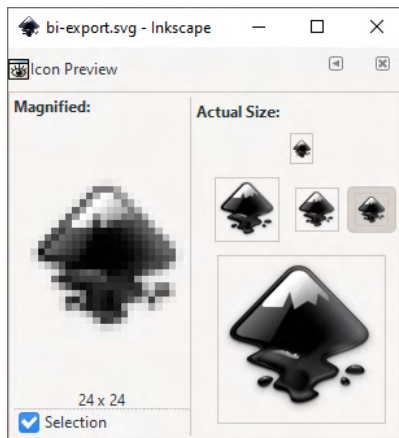 bi-export.svg - Inkscape
Icon Preview
Magnified:
Actual Size:
24 x 24
Selection